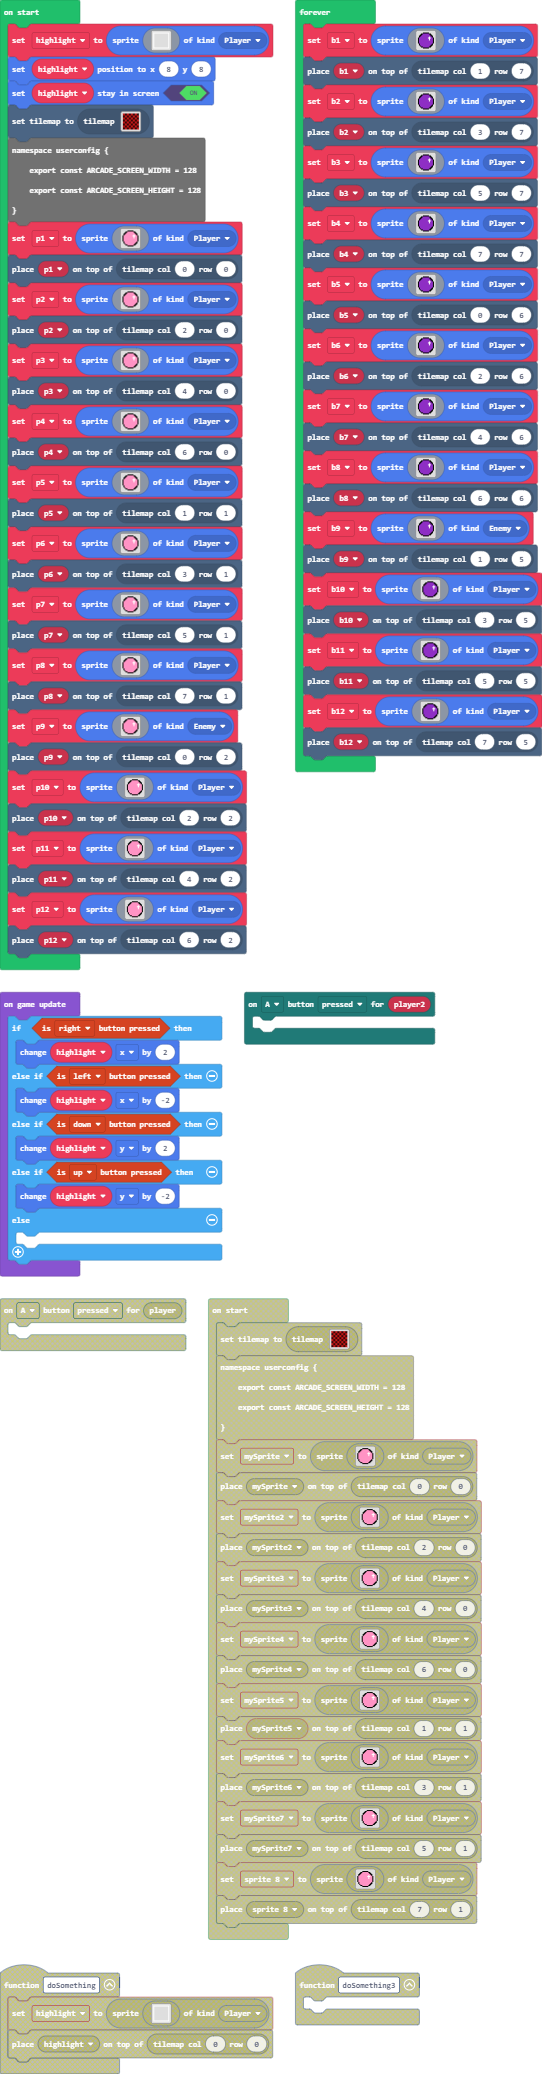 on start
set highlight to sprite of kind Player
set highlight position to x 8 y 8
set highlight stay in screen ON
set tilemap to tilemap
namespace userconfig {
export const ARCADE_SCREEN_WIDTH = 128
export const ARCADE_SCREEN_HEIGHT = 128
}
set p1 to sprite of kind Player
place p1 on top of tilemap col 0 row 0
set p2 to sprite of kind Player
place p2 on top of tilemap col 2 row 0
set p3 to sprite of kind Player
place p3 on top of tilemap col 4 row 0
set p4 to sprite of kind Player
place p4 on top of tilemap col 6 row 0
set p5 to sprite of kind Player
place p5 on top of tilemap col 1 row 1
set p6 to sprite of kind Player
place p6 on top of tilemap col 3 row 1
set p7 to sprite of kind Player
place p7 on top of tilemap col 5 row 1
set p8 to sprite of kind Player
place p8 on top of tilemap col 7 row 1
set p9 to sprite of kind Enemy
place p9 on top of tilemap col 0 row 2
set p10 to sprite of kind Player
place p10 on top of tilemap col 2 row 2
set p11 to sprite of kind Player
place p11 on top of tilemap col 4 row 2
set p12 to sprite of kind Player
place p12 on top of tilemap col 6 row 2
forever
set b1 to sprite of kind Player
place b1 on top of tilemap col 1 row 7
set b2 to sprite of kind Player
place b2 on top of tilemap col 3 row 7
set b3 to sprite of kind Player
place b3 on top of tilemap col 5 row 7
set b4 to sprite of kind Player
place b4 on top of tilemap col 7 row 7
set b5 to sprite of kind Player
place b5 on top of tilemap col 0 row 6
set b6 to sprite of kind Player
place b6 on top of tilemap col 2 row 6
set b7 to sprite of kind Player
place b7 on top of tilemap col 4 row 6
set b8 to sprite of kind Player
place b8 on top of tilemap col 6 row 6
set b9 to sprite of kind Enemy
place b9 on top of tilemap col 1 row 5
set b10 to sprite of kind Player
place b10 on top of tilemap col 3 row 5
set b11 to sprite of kind Player
place b11 on top of tilemap col 5 row 5
set b12 to sprite of kind Player
place b12 on top of tilemap col 7 row 5
on game update
if is right button pressed then
change highlight x by 2
else if is left button pressed then
change highlight x by -2
else if is down button pressed then
change highlight y by 2
else if is up button pressed then
change highlight y by -2
else
on A button pressed for player2
on A button pressed for player
on start
set tilemap to tilemap
namespace userconfig {
export const ARCADE_SCREEN_WIDTH = 128
export const ARCADE_SCREEN_HEIGHT = 128
}
set mySprite to sprite of kind Player
place mySprite on top of tilemap col 0 row 0
set mySprite2 to sprite of kind Player
place mySprite2 on top of tilemap col 2 row 0
set mySprite3 to sprite of kind Player
place mySprite3 on top of tilemap col 4 row 0
set mySprite4 to sprite of kind Player
place mySprite4 on top of tilemap col 6 row 0
set mySprite5 to sprite of kind Player
place mySprite5 on top of tilemap col 1 row 1
set mySprite6 to sprite of kind Player
place mySprite6 on top of tilemap col 3 row 1
set mySprite7 to sprite of kind Player
place mySprite7 on top of tilemap col 5 row 1
set sprite 8 to sprite of kind Player
place sprite 8 on top of tilemap col 7 row 1
function doSomething
set highlight to sprite of kind Player
place highlight on top of tilemap col 0 row 0
function doSomething3